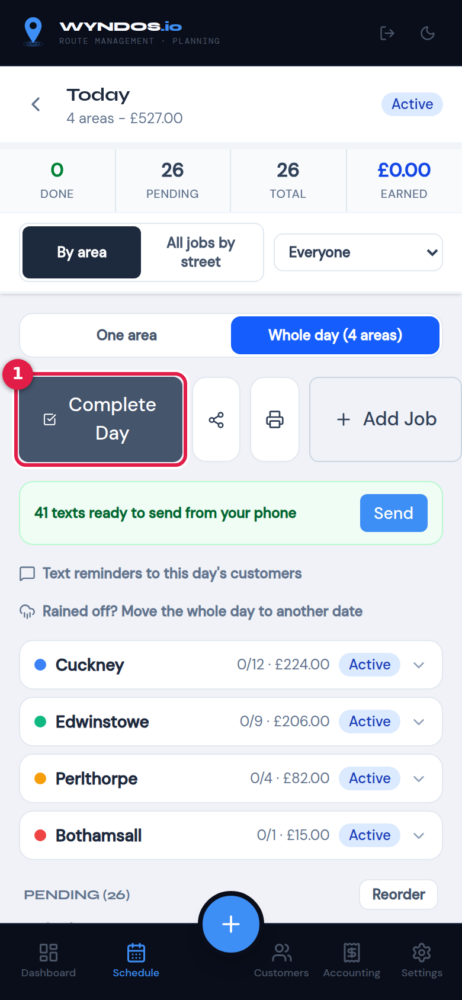 WYNDOS.io
ROUTE MANAGEMENT · PLANNING
Today
4 areas - £527.00
Active
0
DONE
26
PENDING
26
TOTAL
£0.00
EARNED
By area
All jobs by
street
Everyone
One area
Whole day (4 areas)
1
Complete
Day
Add Job
41 texts ready to send from your phone
Send
Text reminders to this day's customers
Rained off? Move the whole day to another date
Cuckney
0/12 · £224.00
Active
Edwinstowe
0/9 · £206.00
Active
Perlthorpe
0/4 · £82.00
Active
Bothamsall
0/1 · £15.00
Active
PENDING (26)
Reorder
Dashboard
Schedule
Customers
Accounting
Settings